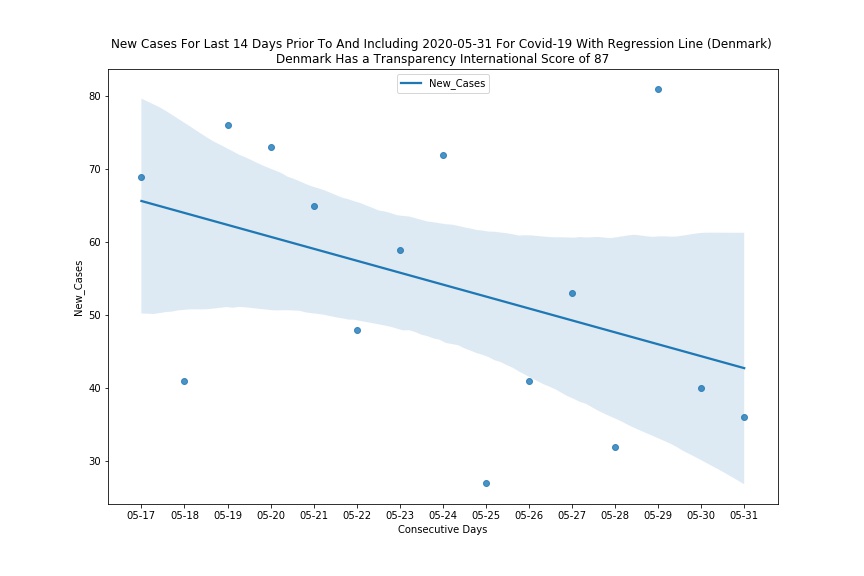 New Cases For Last 14 Days Prior To And Including 2020-05-31 For Covid-19 With Regression Line (Denmark)
Denmark Has a Transparency International Score of 87
New_Cases
80
70
60
50
40
30
New_Cases
05-17 05-18 05-19 05-20 05-21 05-22 05-23 05-24 05-25 05-26 05-27 05-28 05-29 05-30 05-31
Consecutive Days